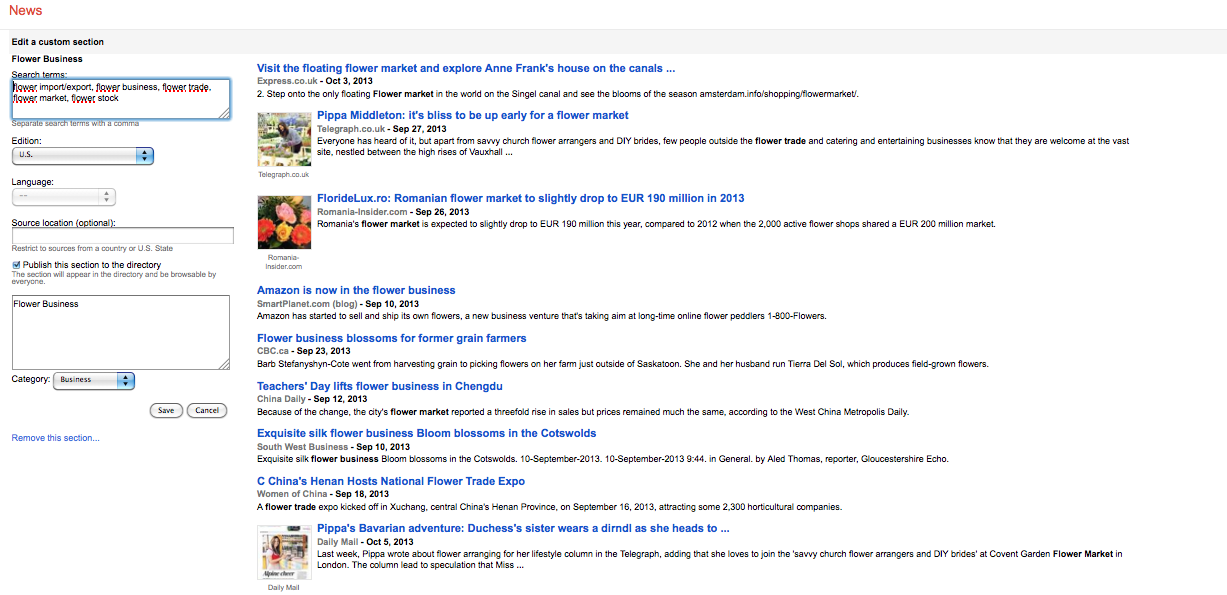 News
Edit a custom section
Flower Business
Search terms:
flower import/export, flower business, flower trade,
flower market, flower stock
Separate search terms with a comma
Edition:
U.S.
Language:
--
Source location (optional):
Restrict to sources from a country or U.S. State
Publish this section to the directory
The section will appear in the directory and be browsable by
everyone.
Flower Business
Category: Business
Save Cancel
Remove this section...
Visit the floating flower market and explore Anne Frank's house on the canals ...
Express.co.uk - Oct 3, 2013
2. Step onto the only floating Flower market in the world on the Singel canal and see the blooms of the season amsterdam.info/shopping/flowermarket/.
Pippa Middleton: it's bliss to be up early for a flower market
Telegraph.co.uk - Sep 27, 2013
Everyone has heard of it, but apart from savvy church flower arrangers and DIY brides, few people outside the flower trade and catering and entertaining businesses know that they are welcome at the vast
site, nestled between the high rises of Vauxhall ...
Telegraph.co.uk
FlorideLux.ro: Romanian flower market to slightly drop to EUR 190 million in 2013
Romania-Insider.com - Sep 26, 2013
Romania's flower market is expected to slightly drop to EUR 190 million this year, compared to 2012 when the 2,000 active flower shops shared a EUR 200 million market.
Romania-
Insider.com
Amazon is now in the flower business
SmartPlanet.com (blog) - Sep 10, 2013
Amazon has started to sell and ship its own flowers, a new business venture that's taking aim at long-time online flower peddlers 1-800-Flowers.
Flower business blossoms for former grain farmers
CBC.ca - Sep 23, 2013
Barb Stefanyshyn-Cote went from harvesting grain to picking flowers on her farm just outside of Saskatoon. She and her husband run Tierra Del Sol, which produces field-grown flowers.
Teachers' Day lifts flower business in Chengdu
China Daily - Sep 12, 2013
Because of the change, the city's flower market reported a threefold rise in sales but prices remained much the same, according to the West China Metropolis Daily.
Exquisite silk flower business Bloom blossoms in the Cotswolds
South West Business - Sep 10, 2013
Exquisite silk flower business Bloom blossoms in the Cotswolds. 10-September-2013. 10-September-2013 9:44. in General. by Aled Thomas, reporter, Gloucestershire Echo.
C China's Henan Hosts National Flower Trade Expo
Women of China - Sep 18, 2013
A flower trade expo kicked off in Xuchang, central China's Henan Province, on September 16, 2013, attracting some 2,300 horticultural companies.
Pippa's Bavarian adventure: Duchess's sister wears a dirndl as she heads to ...
Daily Mail - Oct 5, 2013
Last week, Pippa wrote about flower arranging for her lifestyle column in the Telegraph, adding that she loves to join the 'savvy church flower arrangers and DIY brides' at Covent Garden Flower Market in
London. The column lead to speculation that Miss ...
Alpine cheer
Daily Mail